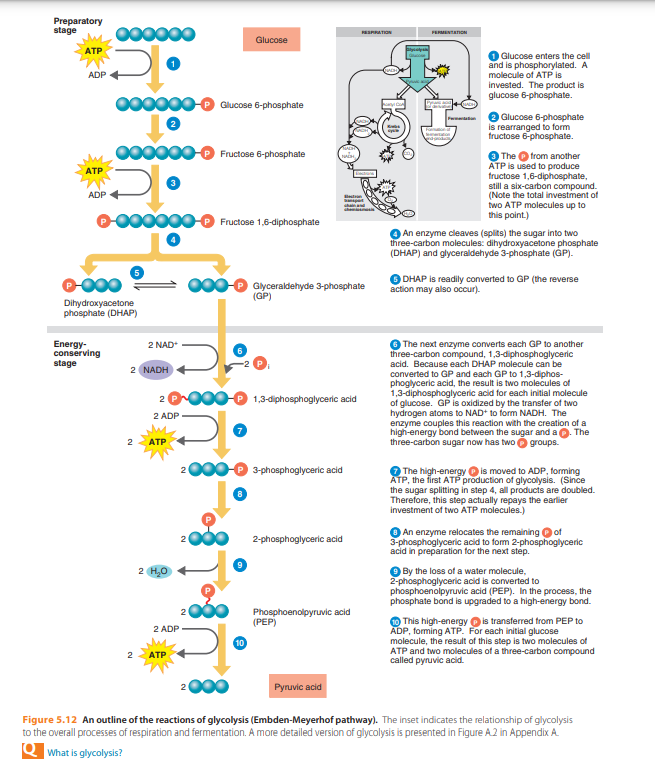 Preparatory
stage
Glucose
ATP
ADP
1
Glucose 6-phosphate
P
2
Fructose 6-phosphate
P
ATP
ADP
3
P P Fructose 1,6-diphosphate
4
5
P
Dihydroxyacetone
phosphate (DHAP)
P Glyceraldehyde 3-phosphate
(GP)
Energy-
conserving
stage
2 NAD+
2 NADH
6
2 Pi
2 P P 1,3-diphosphoglyceric acid
2 ADP
2 ATP
7
2 P 3-phosphoglyceric acid
8
P
2 2-phosphoglyceric acid
2 H2O
9
P
2 Phosphoenolpyruvic acid
(PEP)
2 ADP
2 ATP
10
2 Pyruvic acid
RESPIRATION FERMENTATION
Glycolysis
Glucose
NADH
ATP
Pyruvic acid
Acetyl CoA
Pyruvic acid
NADH
Fermentation
NADH
Krebs
cycle
Formation of
fermentation
end-products
NADH
CO2
Electrons
ATP
Electron
transport
chain and
chemiosmosis
1 Glucose enters the cell
and is phosphorylated. A
molecule of ATP is
invested. The product is
glucose 6-phosphate.
2 Glucose 6-phosphate
is rearranged to form
fructose 6-phosphate.
3 The P from another
ATP is used to produce
fructose 1,6-diphosphate,
still a six-carbon compound.
(Note the total investment of
two ATP molecules up to
this point.)
4 An enzyme cleaves (splits) the sugar into two
three-carbon molecules: dihydroxyacetone phosphate
(DHAP) and glyceraldehyde 3-phosphate (GP).
5 DHAP is readily converted to GP (the reverse
action may also occur).
6 The next enzyme converts each GP to another
three-carbon compound, 1,3-diphosphoglyceric
acid. Because each DHAP molecule can be
converted to GP and each GP to 1,3-diphos-
phoglyceric acid, the result is two molecules of
1,3-diphosphoglyceric acid for each initial molecule
of glucose. GP is oxidized by the transfer of two
hydrogen atoms to NAD+ to form NADH. The
enzyme couples this reaction with the creation of a
high-energy bond between the sugar and a P. The
three-carbon sugar now has two P groups.
7 The high-energy P is moved to ADP, forming
ATP, the first ATP production of glycolysis. (Since
the sugar splitting in step 4, all products are doubled.
Therefore, this step actually repays the earlier
investment of two ATP molecules.)
8 An enzyme relocates the remaining P of
3-phosphoglyceric acid to form 2-phosphoglyceric
acid in preparation for the next step.
9 By the loss of a water molecule,
2-phosphoglyceric acid is converted to
phosphoenolpyruvic acid (PEP). In the process, the
phosphate bond is upgraded to a high-energy bond.
10 This high-energy P is transferred from PEP to
ADP, forming ATP. For each initial glucose
molecule, the result of this step is two molecules of
ATP and two molecules of a three-carbon compound
called pyruvic acid.
Figure 5.12 An outline of the reactions of glycolysis (Embden-Meyerhof pathway). The inset indicates the relationship of glycolysis
to the overall processes of respiration and fermentation. A more detailed version of glycolysis is presented in Figure A.2 in Appendix A.
Q What is glycolysis?